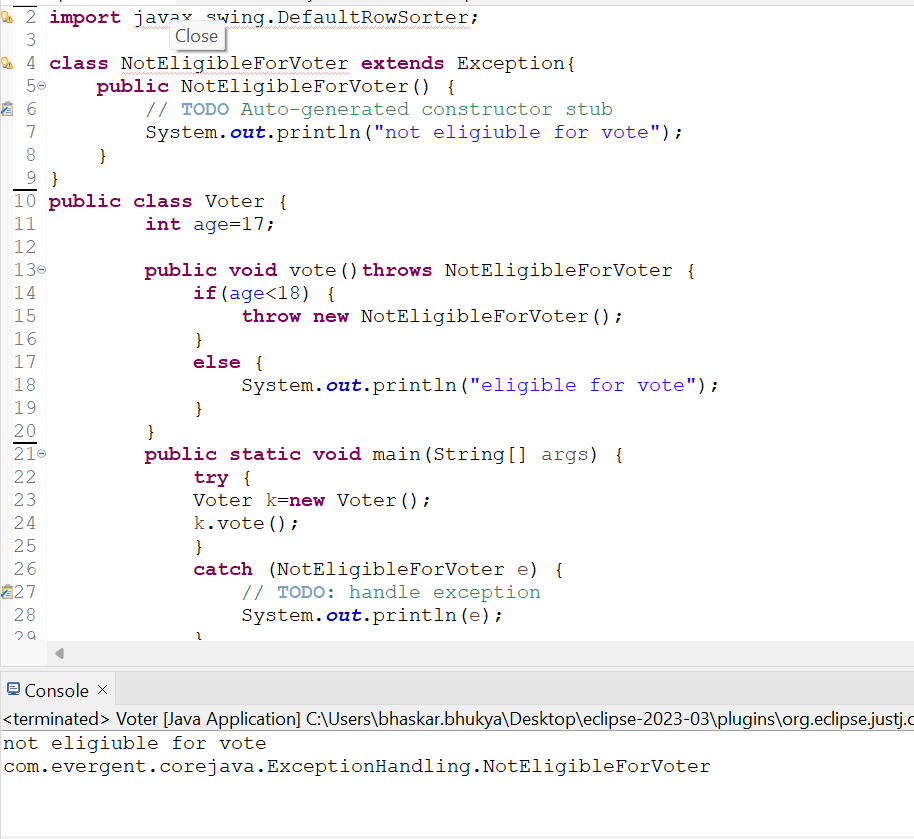 2 import javax.swing.DefaultRowSorter;
Close
3
4 class NotEligibleForVoter extends Exception{
5 public NotEligibleForVoter() {
6 // TODO Auto-generated constructor stub
7 System.out.println("not eligiuble for vote");
8 }
9 }
10 public class Voter {
11 int age=17;
12
13 public void vote()throws NotEligibleForVoter {
14 if(age<18) {
15 throw new NotEligibleForVoter();
16 }
17 else {
18 System.out.println("eligible for vote");
19 }
20 }
21 public static void main(String[] args) {
22 try {
23 Voter k=new Voter();
24 k.vote();
25 }
26 catch (NotEligibleForVoter e) {
27 // TODO: handle exception
28 System.out.println(e);
29 }
Console
<terminated> Voter [Java Application] C:\Users\bhaskar.bhukya\Desktop\eclipse-2023-03\plugins\org.eclipse.justj.
not eligiuble for vote
com.evergent.corejava.ExceptionHandling.NotEligibleForVoter